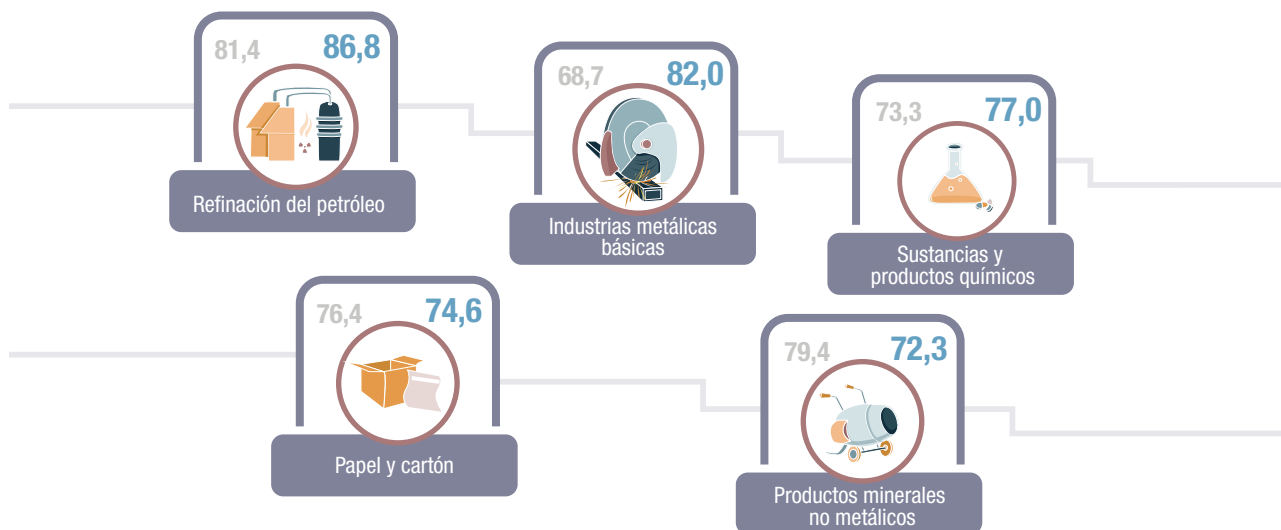 81,4 86,8
Refinación del petróleo
68,7 82,0
Industrias metálicas
básicas
73,3 77,0
Sustancias y
productos químicos
76,4 74,6
Papel y cartón
79,4 72,3
Productos minerales
no metálicos